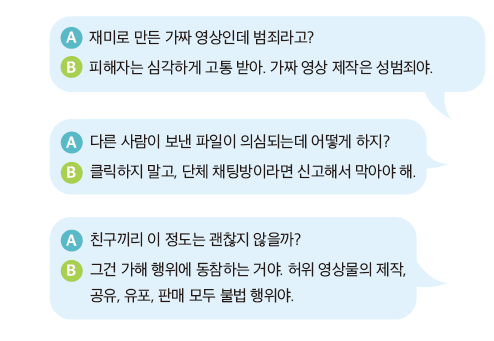 A 재미로 만든 가짜 영상인데 범죄라고?
B 피해자는 심각하게 고통 받아. 가짜 영상 제작은 성범죄야.
A 다른 사람이 보낸 파일이 의심되는데 어떻게 하지?
B 클릭하지 말고, 단체 채팅방이라면 신고해서 막아야 해.
A 친구끼리 이 정도는 괜찮지 않을까?
B 그건 가해 행위에 동참하는 거야. 허위 영상물의 제작,
공유, 유포, 판매 모두 불법 행위야.